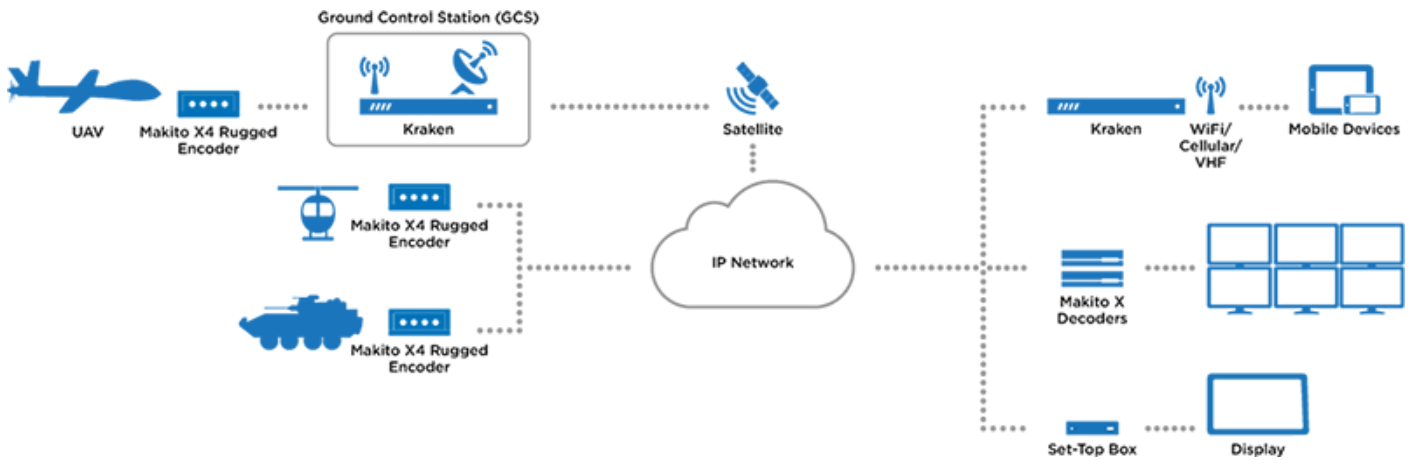 Ground Control Station (GCS)
UAV
Makito X4 Rugged
Encoder
Kraken
Satellite
Kraken
WiFi/
Cellular/
VHF
Mobile Devices
Makito X4 Rugged
Encoder
IP Network
Makito X
Decoders
Makito X4 Rugged
Encoder
Set-Top Box
Display